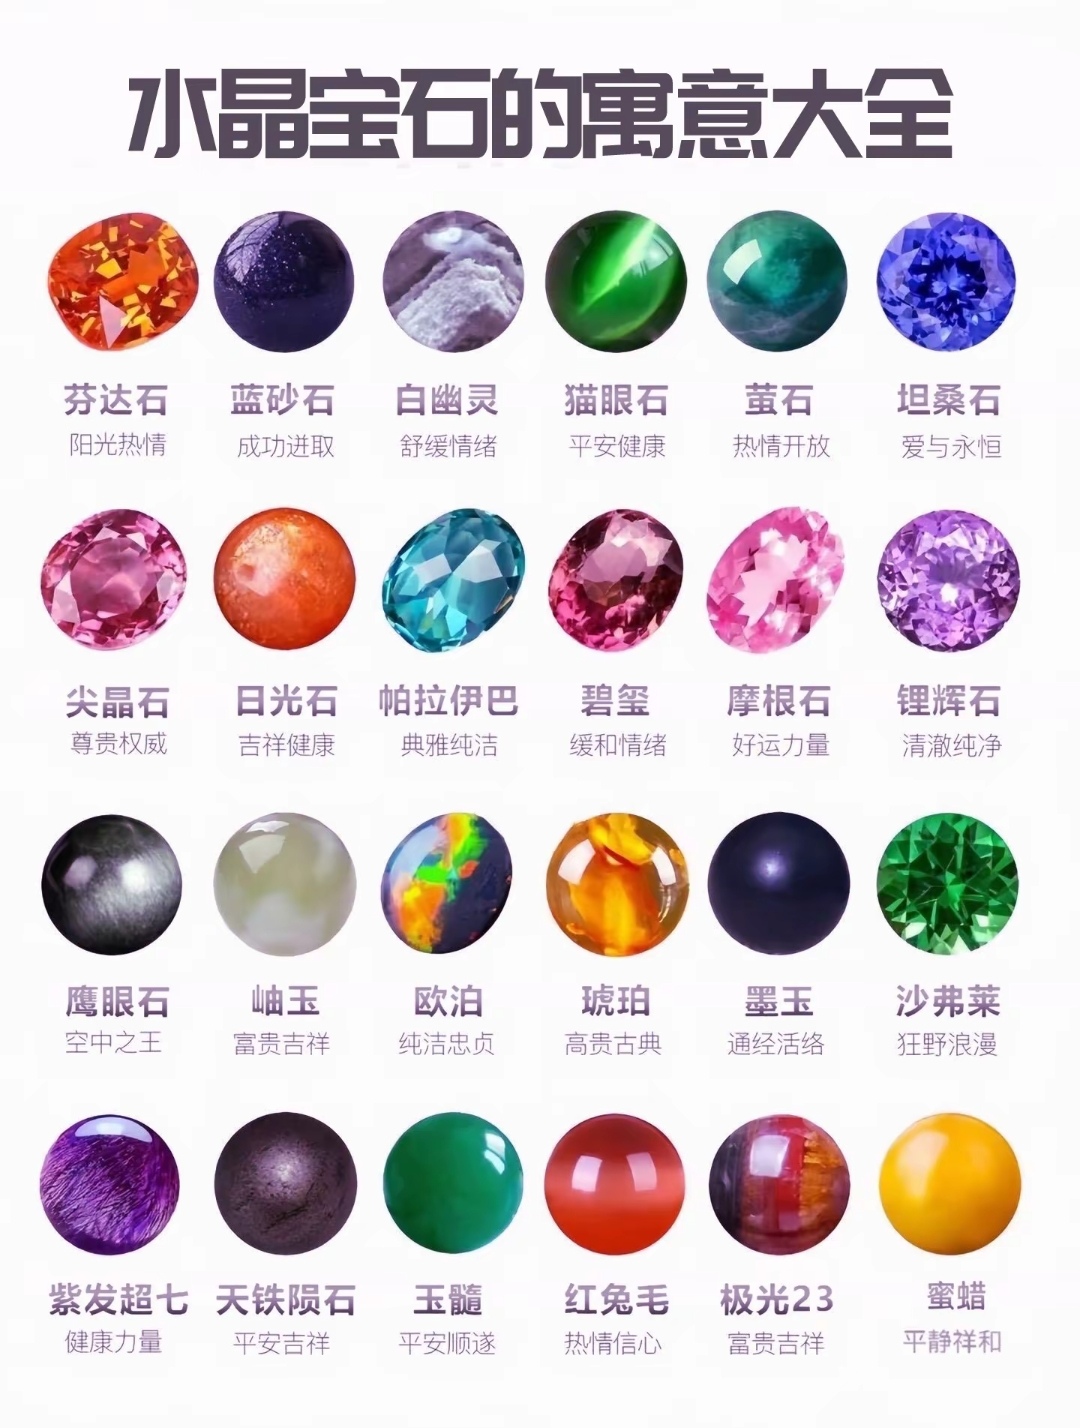 水晶宝石的寓意大全
芬达石 蓝砂石 白幽灵 猫眼石 萤石 坦桑石
阳光热情 成功进取 舒缓情绪 平安健康 热情开放 爱与永恒
尖晶石 日光石 帕拉伊巴 碧玺 摩根石 锂辉石
尊贵权威 吉祥健康 典雅纯洁 缓和情绪 好运力量 清澈纯净
鹰眼石 岫玉 欧泊 琥珀 墨玉 沙弗莱
空中之王 富贵吉祥 纯洁忠贞 高贵古典 通经活络 狂野浪漫
紫发超七 天铁陨石 玉髓 红兔毛 极光23 蜜蜡
健康力量 平安吉祥 平安顺遂 热情信心 富贵吉祥 平静祥和